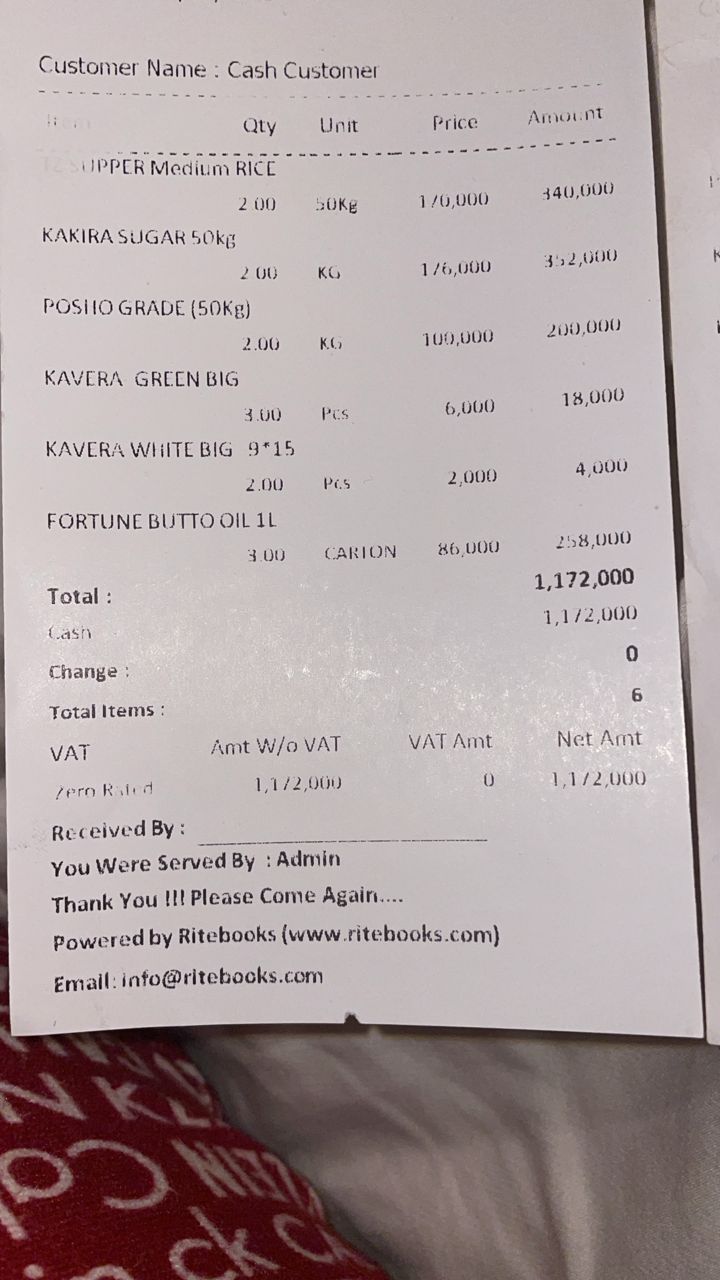 Customer Name : Cash Customer
Item Qty Unit Price Amount
TZ SUPPER Medium RICE
2.00 50Kg 170,000 340,000
KAKIRA SUGAR 50kg
2.00 KG 176,000 352,000
POSHO GRADE (50Kg)
2.00 KG 100,000 200,000
KAVERA GREEN BIG
3.00 Pcs 6,000 18,000
KAVERA WHITE BIG 9*15
2.00 Pcs 2,000 4,000
FORTUNE BUTTO OIL 1L
3.00 CARTON 86,000 258,000
Total : 1,172,000
Cash 1,172,000
Change : 0
Total Items : 6
VAT Amt W/o VAT VAT Amt Net Amt
Zero Rated 1,172,000 0 1,172,000
Received By :
You Were Served By : Admin
Thank You !!! Please Come Again....
Powered by Ritebooks (www.ritebooks.com)
Email: info@ritebooks.com